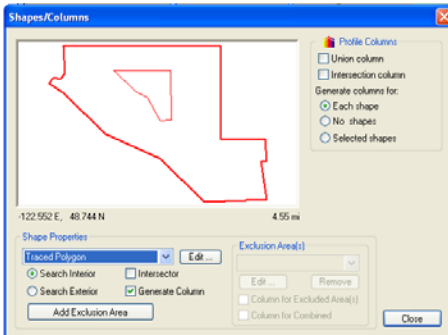 Shapes/Columns
Profile Columns
Union column
Intersection column
Generate columns for:
Each shape
No shapes
Selected shapes
-122.552 E, 48.744 N
4.55 mi
Shape Properties
Traced Polygon
Edit...
Search Interior
Intersector
Search Exterior
Generate Column
Add Exclusion Area
Exclusion Area(s)
Edit...
Remove
Column for Excluded Area(s)
Column for Combined
Close